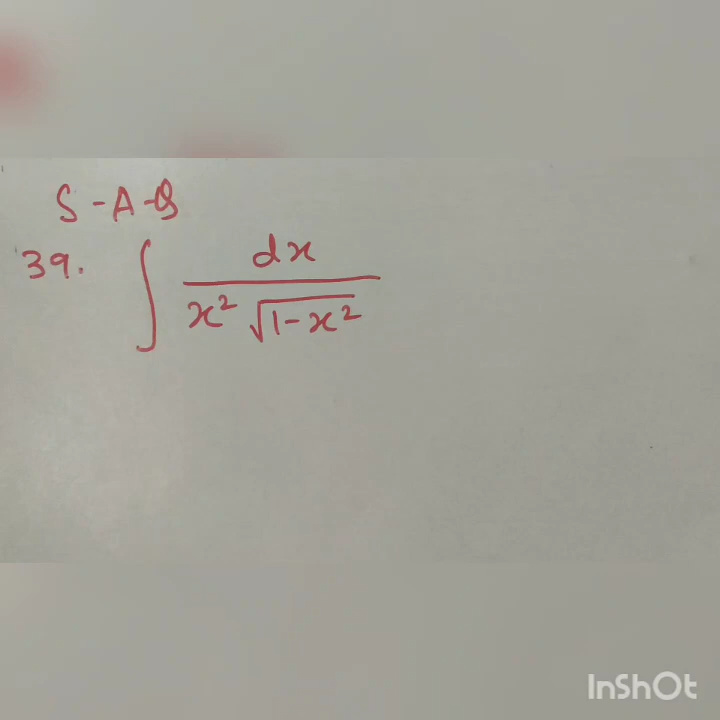 S-A-Q
39. ∫ dx / x² √1-x²
InShOt